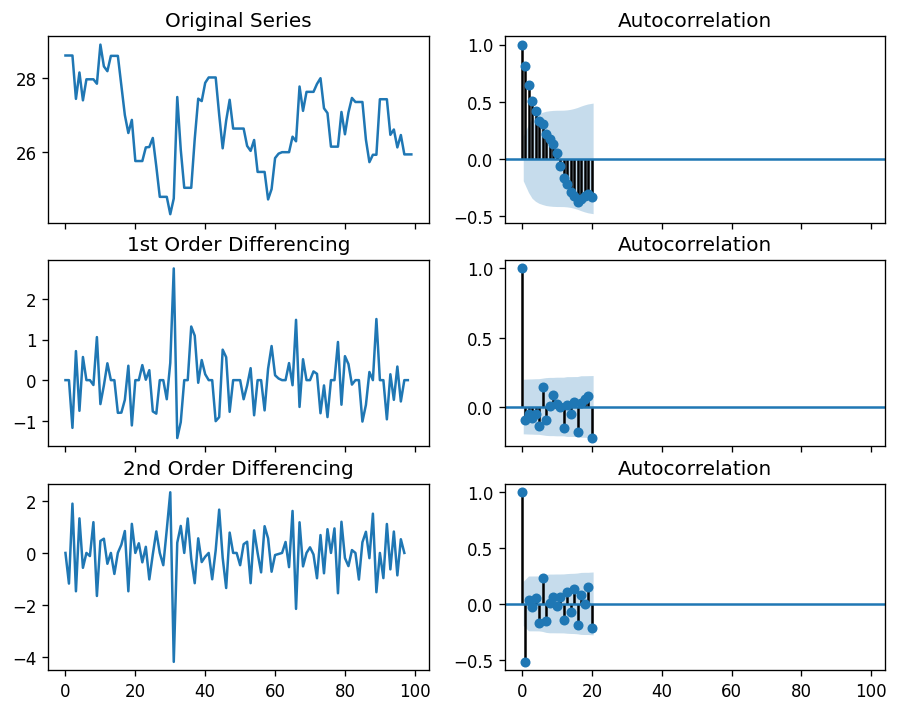 Original Series
28
26
Autocorrelation
1.0
0.5
0.0
−0.5
1st Order Differencing
2
1
0
−1
Autocorrelation
1.0
0.5
0.0
2nd Order Differencing
2
0
−2
−4
0 20 40 60 80 100
Autocorrelation
1.0
0.5
0.0
−0.5
0 20 40 60 80 100